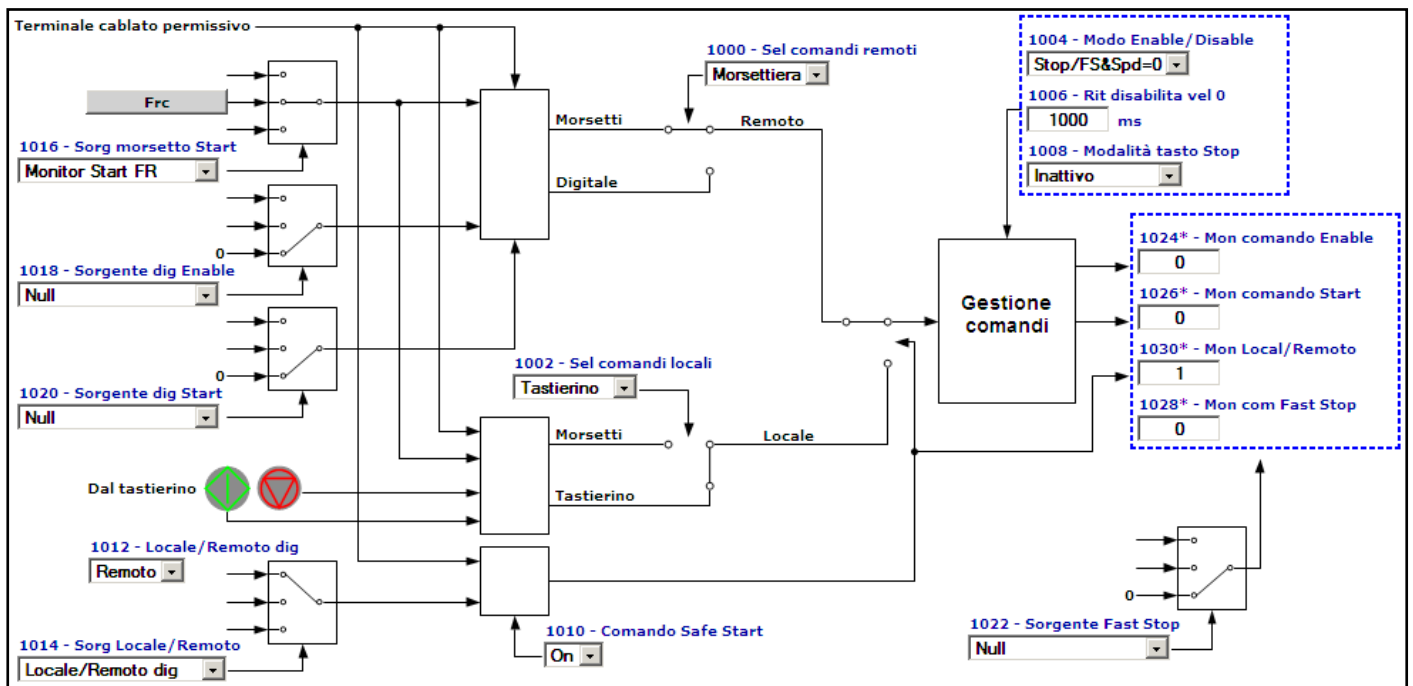 Terminale cablato permissivo
Frc
1016 - Sorg morsetto Start
Monitor Start FR
0
1018 - Sorgente dig Enable
Null
0
1020 - Sorgente dig Start
Null
Dal tastierino
1012 - Locale/Remoto dig
Remoto
1014 - Sorg Locale/Remoto
Locale/Remoto dig
1000 - Sel comandi remoti
Morsettiera
Morsetti
Remoto
Digitale
1002 - Sel comandi locali
Tastierino
Morsetti
Locale
Tastierino
1010 - Comando Safe Start
On
1004 - Modo Enable/Disable
Stop/FS&Spd=0
1006 - Rit disabilita vel 0
1000 ms
1008 - Modalità tasto Stop
Inattivo
Gestione
comandi
1024* - Mon comando Enable
0
1026* - Mon comando Start
0
1030* - Mon Local/Remoto
1
1028* - Mon com Fast Stop
0
0
1022 - Sorgente Fast Stop
Null